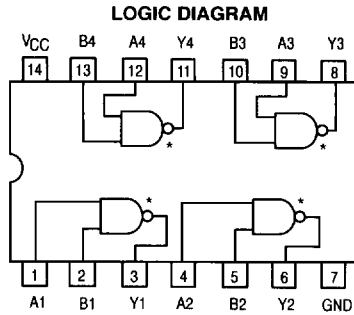 LOGIC DIAGRAM
VCC B4 A4 Y4 B3 A3 Y3
14 13 12 11 10 9 8
* *
* *
1 2 3 4 5 6 7
A1 B1 Y1 A2 B2 Y2 GND